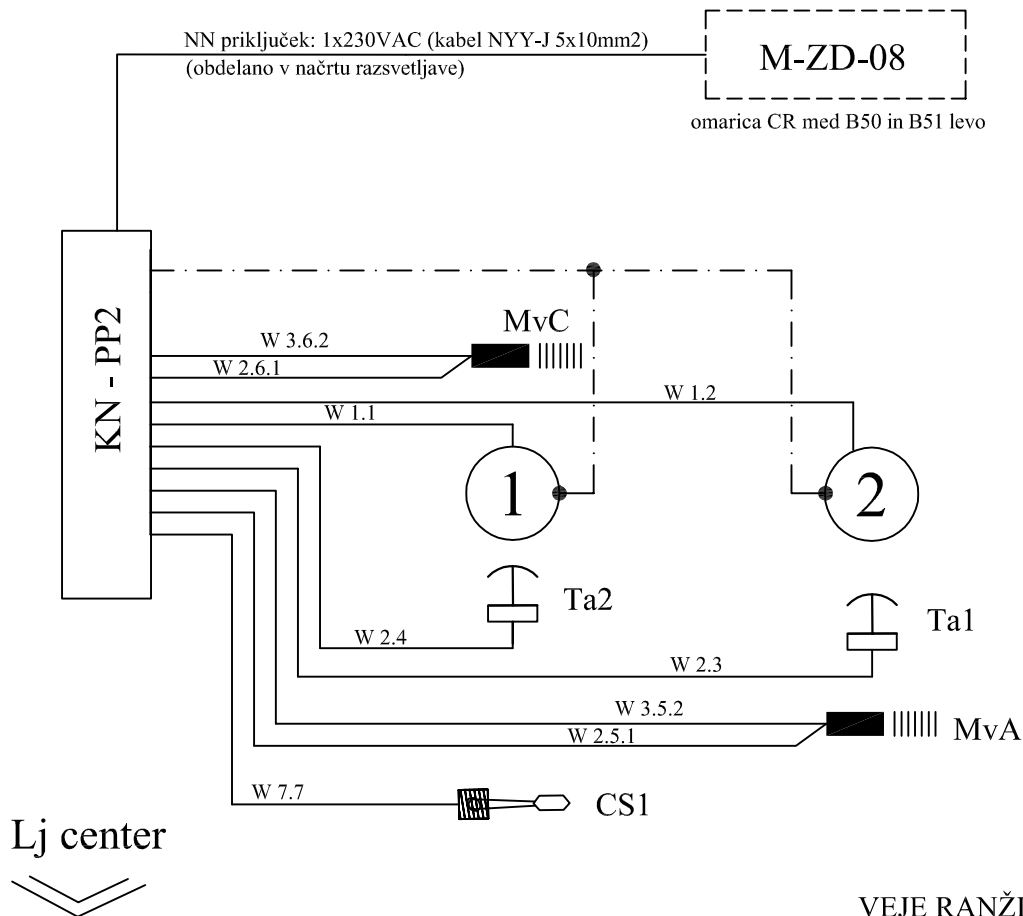 NN priključek: 1x230VAC (kabel NYY-J 5x10mm2)
(obdelano v načrtu razsvetljave)
M-ZD-08
omarica CR med B50 in B51 levo
KN - PP2
MvC
W 3.6.2
W 2.6.1
W 1.2
W 1.1
1
2
Ta2
Ta1
W 2.4
W 2.3
W 3.5.2
MvA
W 2.5.1
W 7.7
CS1
Lj center
VEJE RANŽI